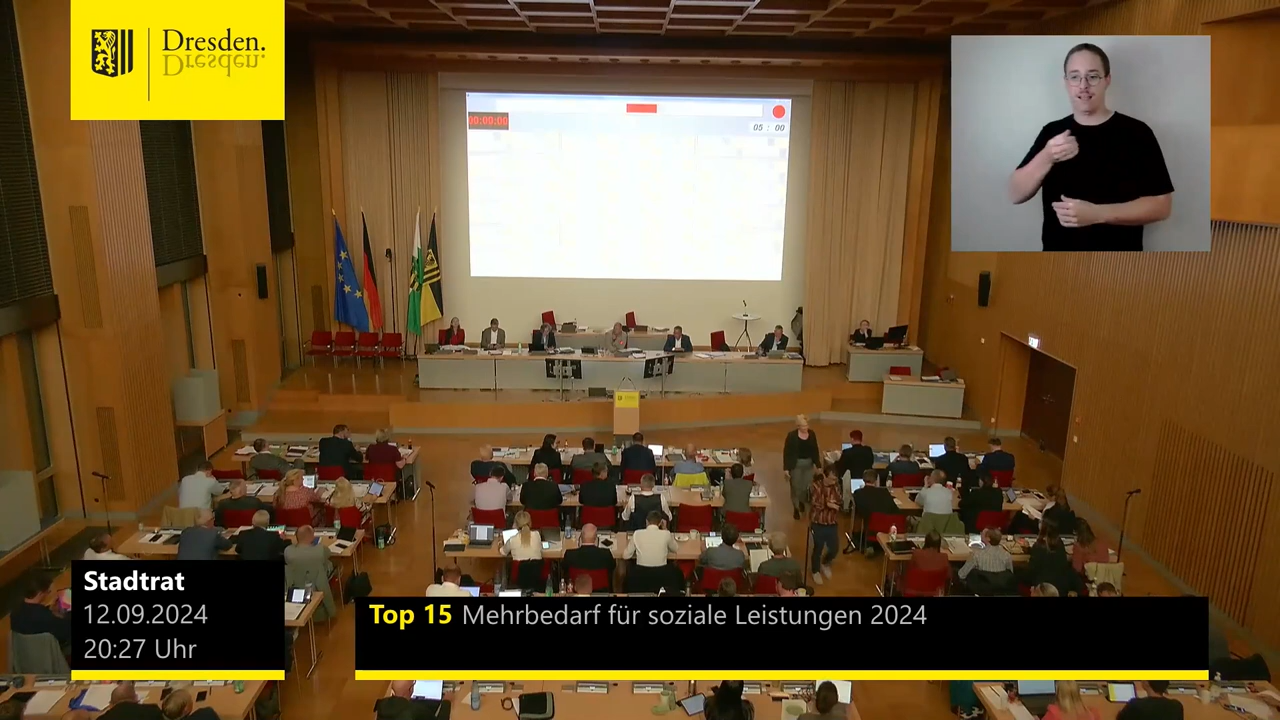 Dresden.
Dresden.
00:00:00
05 : 00
Stadtrat
12.09.2024
20:27 Uhr
Top 15 Mehrbedarf für soziale Leistungen 2024